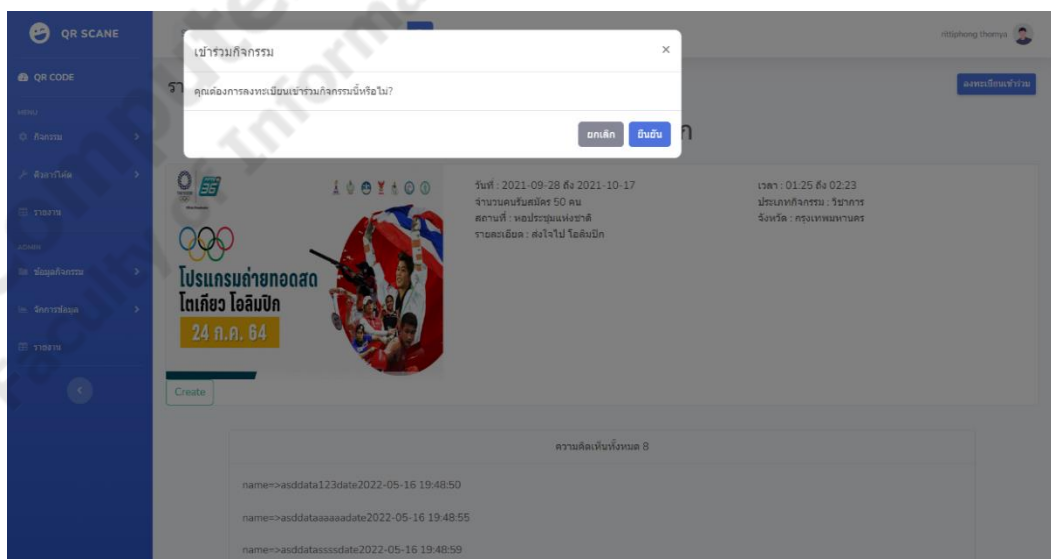 QR SCANE
QR CODE
MENU
กิจกรรม
คิวอาร์โค้ด
รายงาน
ADMIN
ข้อมูลกิจกรรม
จัดการข้อมูล
รายงาน
rittiphong thomya
ลงทะเบียนเข้าร่วม
เข้าร่วมกิจกรรม
×
คุณต้องการลงทะเบียนเข้าร่วมกิจกรรมนี้หรือไม่?
ยกเลิก
ยืนยัน
รา
ก
โปรแกรมถ่ายทอดสด
โตเกียว โอลิมปิก
24 ก.ค. 64
วันที่ : 2021-09-28 ถึง 2021-10-17
จำนวนคนรับสมัคร 50 คน
สถานที่ : หอประชุมแห่งชาติ
รายละเอียด : ส่งใจไป โอลิมปิก
เวลา : 01:25 ถึง 02:23
ประเภทกิจกรรม : วิชาการ
จังหวัด : กรุงเทพมหานคร
Create
ความคิดเห็นทั้งหมด 8
name=>asddata123date2022-05-16 19:48:50
name=>asddataaaaaadate2022-05-16 19:48:55
name=>asddatassssdate2022-05-16 19:48:59